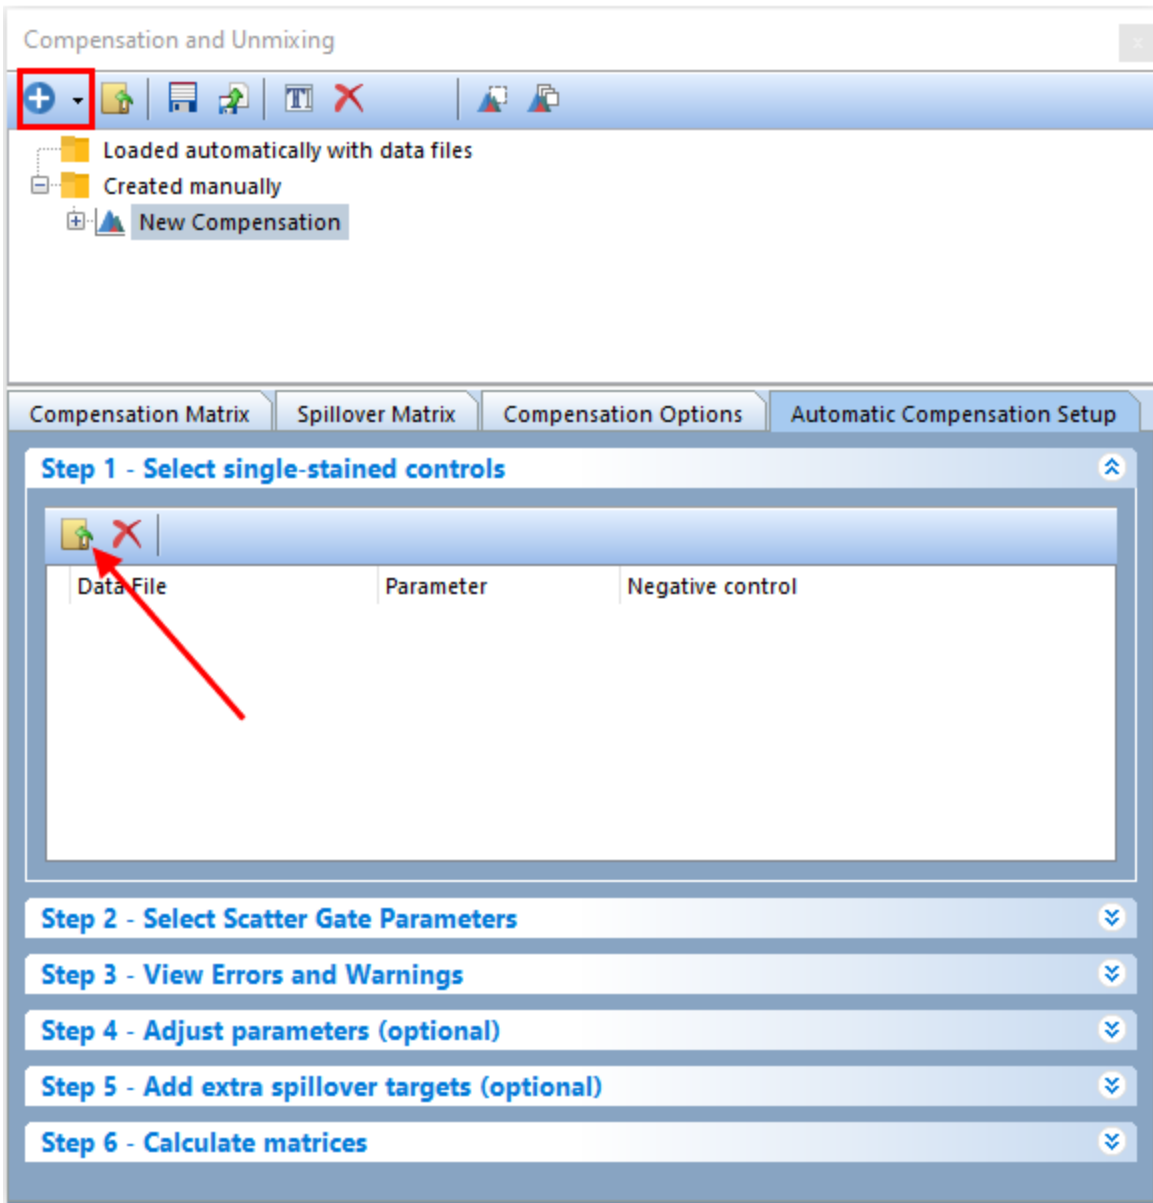 Compensation and Unmixing
Loaded automatically with data files
Created manually
New Compensation
Compensation Matrix Spillover Matrix Compensation Options Automatic Compensation Setup
Step 1 - Select single-stained controls
Data File Parameter Negative control
Step 2 - Select Scatter Gate Parameters
Step 3 - View Errors and Warnings
Step 4 - Adjust parameters (optional)
Step 5 - Add extra spillover targets (optional)
Step 6 - Calculate matrices